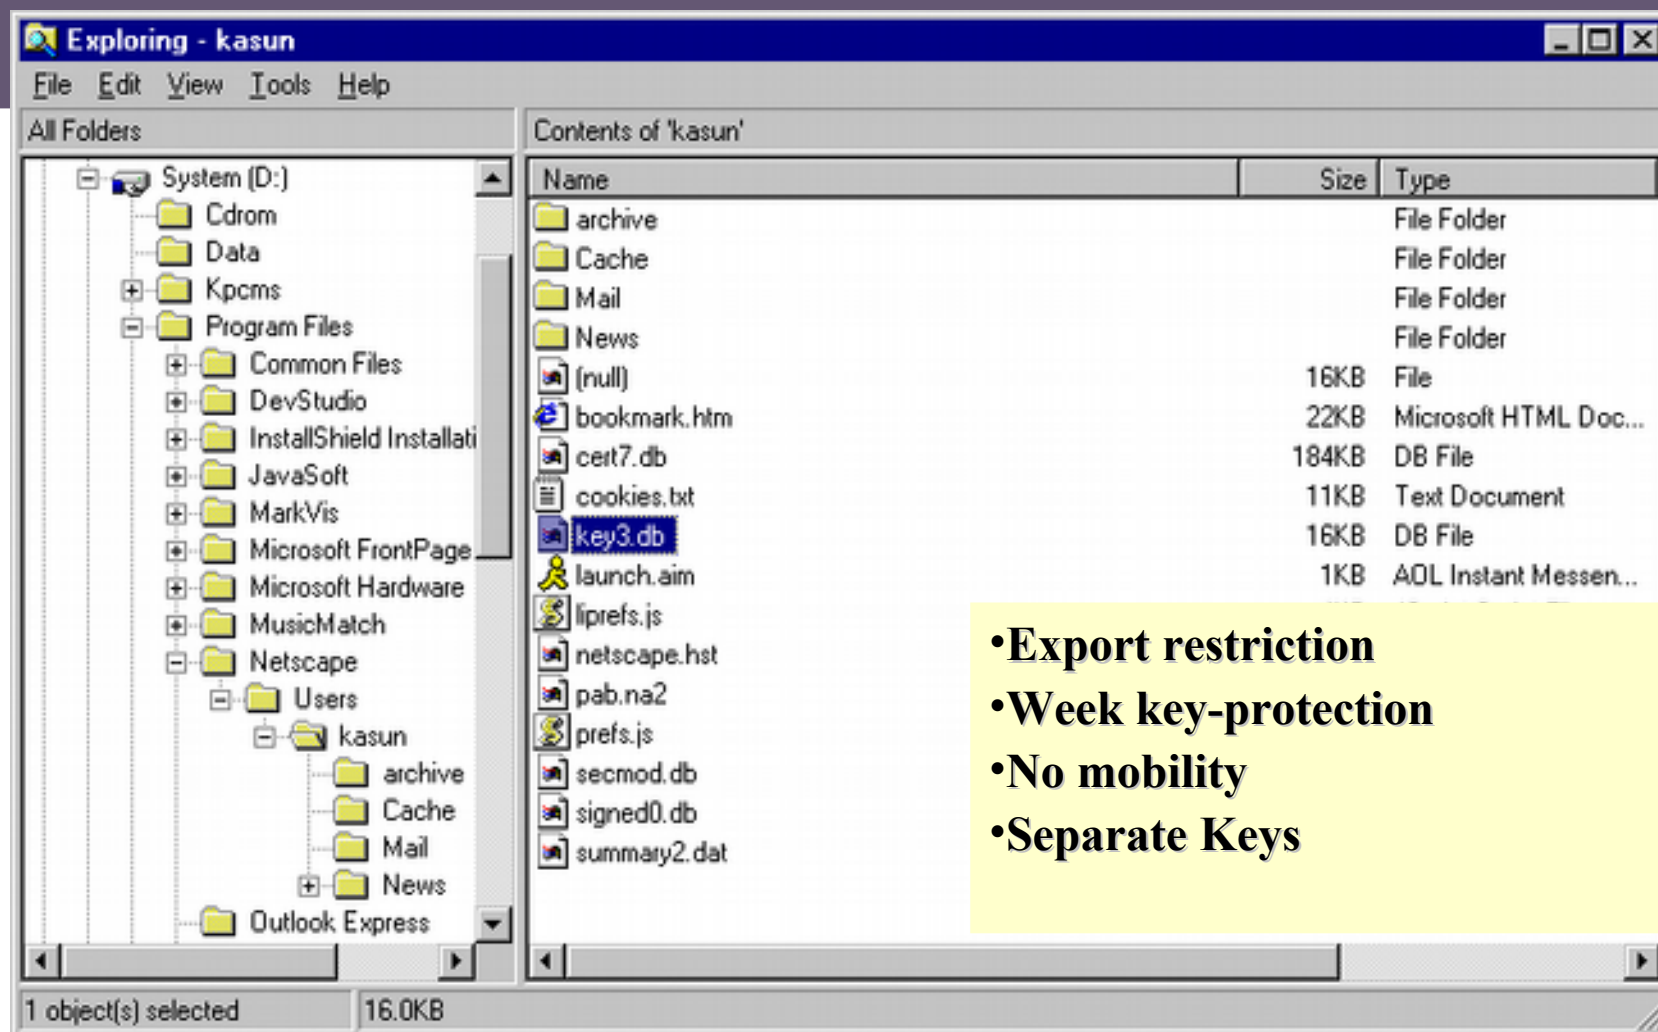 Exploring - kasun
File Edit View Tools Help
All Folders
Contents of 'kasun'
System (D:)
Cdrom
Data
Kpcms
Program Files
Common Files
DevStudio
InstallShield Installati
JavaSoft
MarkVis
Microsoft FrontPage
Microsoft Hardware
MusicMatch
Netscape
Users
kasun
archive
Cache
Mail
News
Outlook Express
Name Size Type
archive File Folder
Cache File Folder
Mail File Folder
News File Folder
(null) 16KB File
bookmark.htm 22KB Microsoft HTML Doc...
cert7.db 184KB DB File
cookies.txt 11KB Text Document
key3.db 16KB DB File
launch.aim 1KB AOL Instant Messen...
liprefs.js
netscape.hst
pab.na2
prefs.js
secmod.db
signed0.db
summary2.dat
•Export restriction
•Week key-protection
•No mobility
•Separate Keys
1 object(s) selected 16.0KB